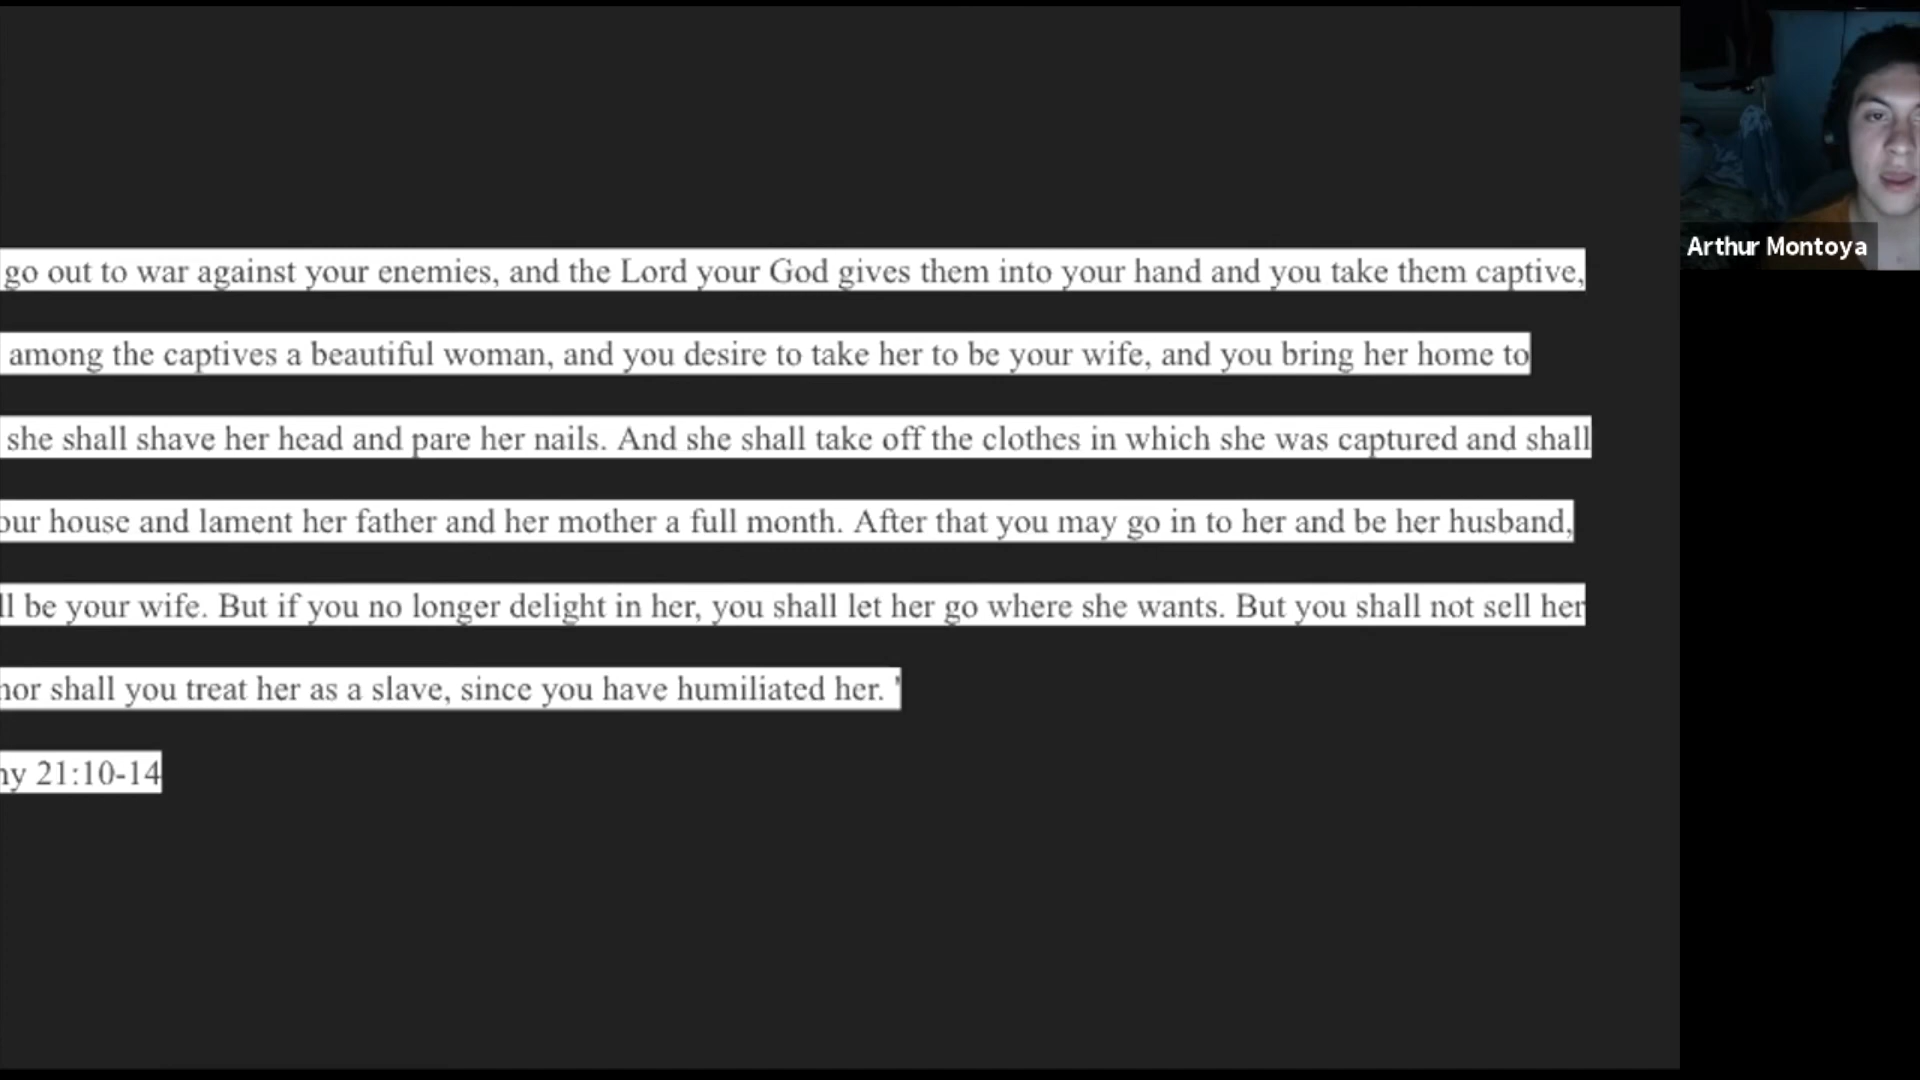 go out to war against your enemies, and the Lord your God gives them into your hand and you take them captive,
among the captives a beautiful woman, and you desire to take her to be your wife, and you bring her home to
she shall shave her head and pare her nails. And she shall take off the clothes in which she was captured and shall
our house and lament her father and her mother a full month. After that you may go in to her and be her husband,
ll be your wife. But if you no longer delight in her, you shall let her go where she wants. But you shall not sell her
nor shall you treat her as a slave, since you have humiliated her. '
ny 21:10-14
Arthur Montoya